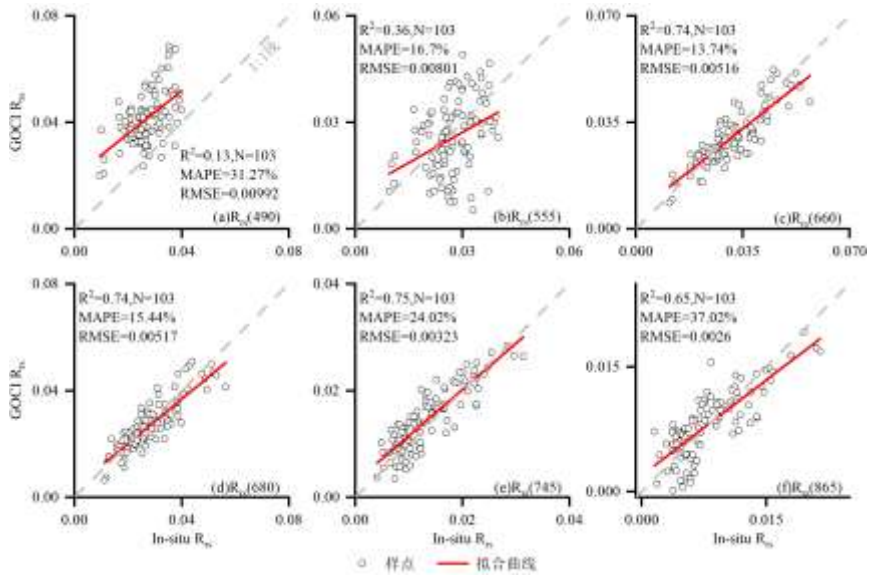 GOCI Rrs
0.08
0.04
0.00
0.00
0.04
0.08
1:1线
R²=0.13,N=103
MAPE=31.27%
RMSE=0.00992
(a)Rrs(490)
0.06
0.03
0.00
0.00
0.03
0.06
R²=0.36,N=103
MAPE=16.7%
RMSE=0.00801
(b)Rrs(555)
0.070
0.035
0.000
0.000
0.035
0.070
R²=0.74,N=103
MAPE=13.74%
RMSE=0.00516
(c)Rrs(660)
GOCI Rrs
0.08
0.04
0.00
0.00
0.04
0.08
R²=0.74,N=103
MAPE=15.44%
RMSE=0.00517
(d)Rrs(680)
In-situ Rrs
0.04
0.02
0.00
0.00
0.02
0.04
R²=0.75,N=103
MAPE=24.02%
RMSE=0.00323
(e)Rrs(745)
In-situ Rrs
0.015
0.000
0.000
0.015
R²=0.65,N=103
MAPE=37.02%
RMSE=0.0026
(f)Rrs(865)
In-situ Rrs
样点
拟合曲线